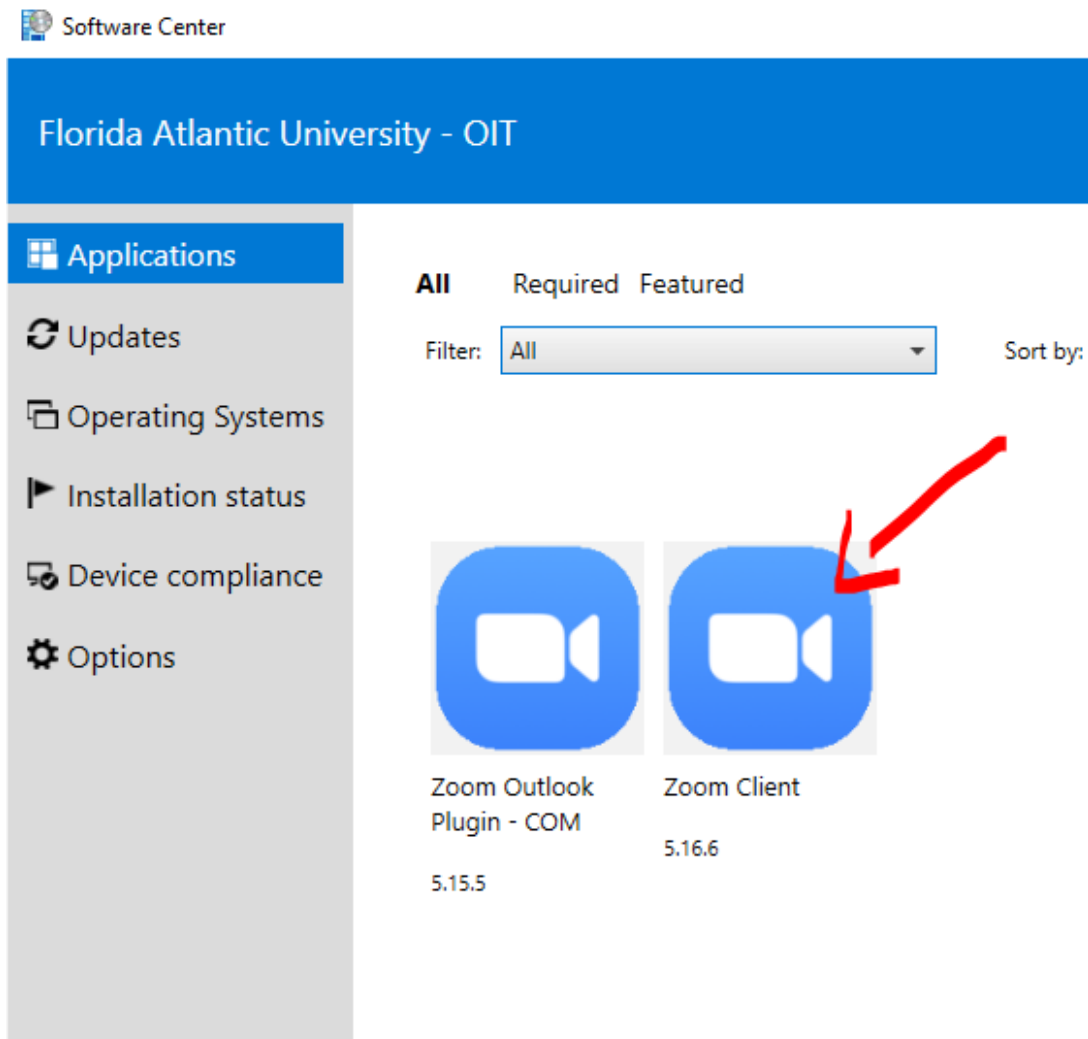 Software Center
Florida Atlantic University - OIT
Applications
Updates
Operating Systems
Installation status
Device compliance
Options
All Required Featured
Filter: All Sort by:
Zoom Outlook
Plugin - COM
5.15.5
Zoom Client
5.16.6